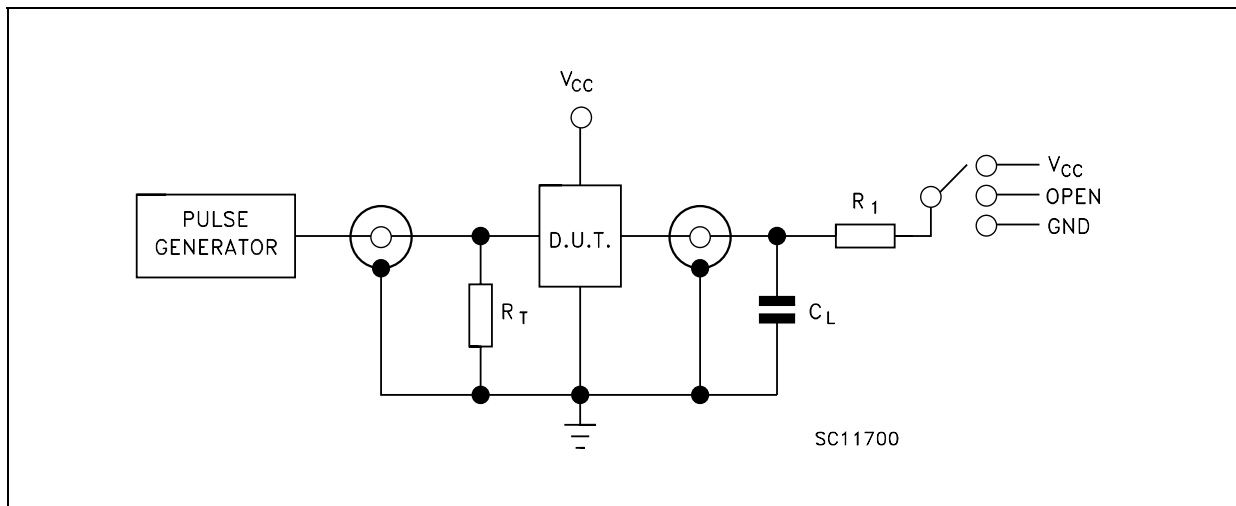 VCC
PULSE
GENERATOR
D.U.T.
RT
CL
R1
VCC
OPEN
GND
SC11700